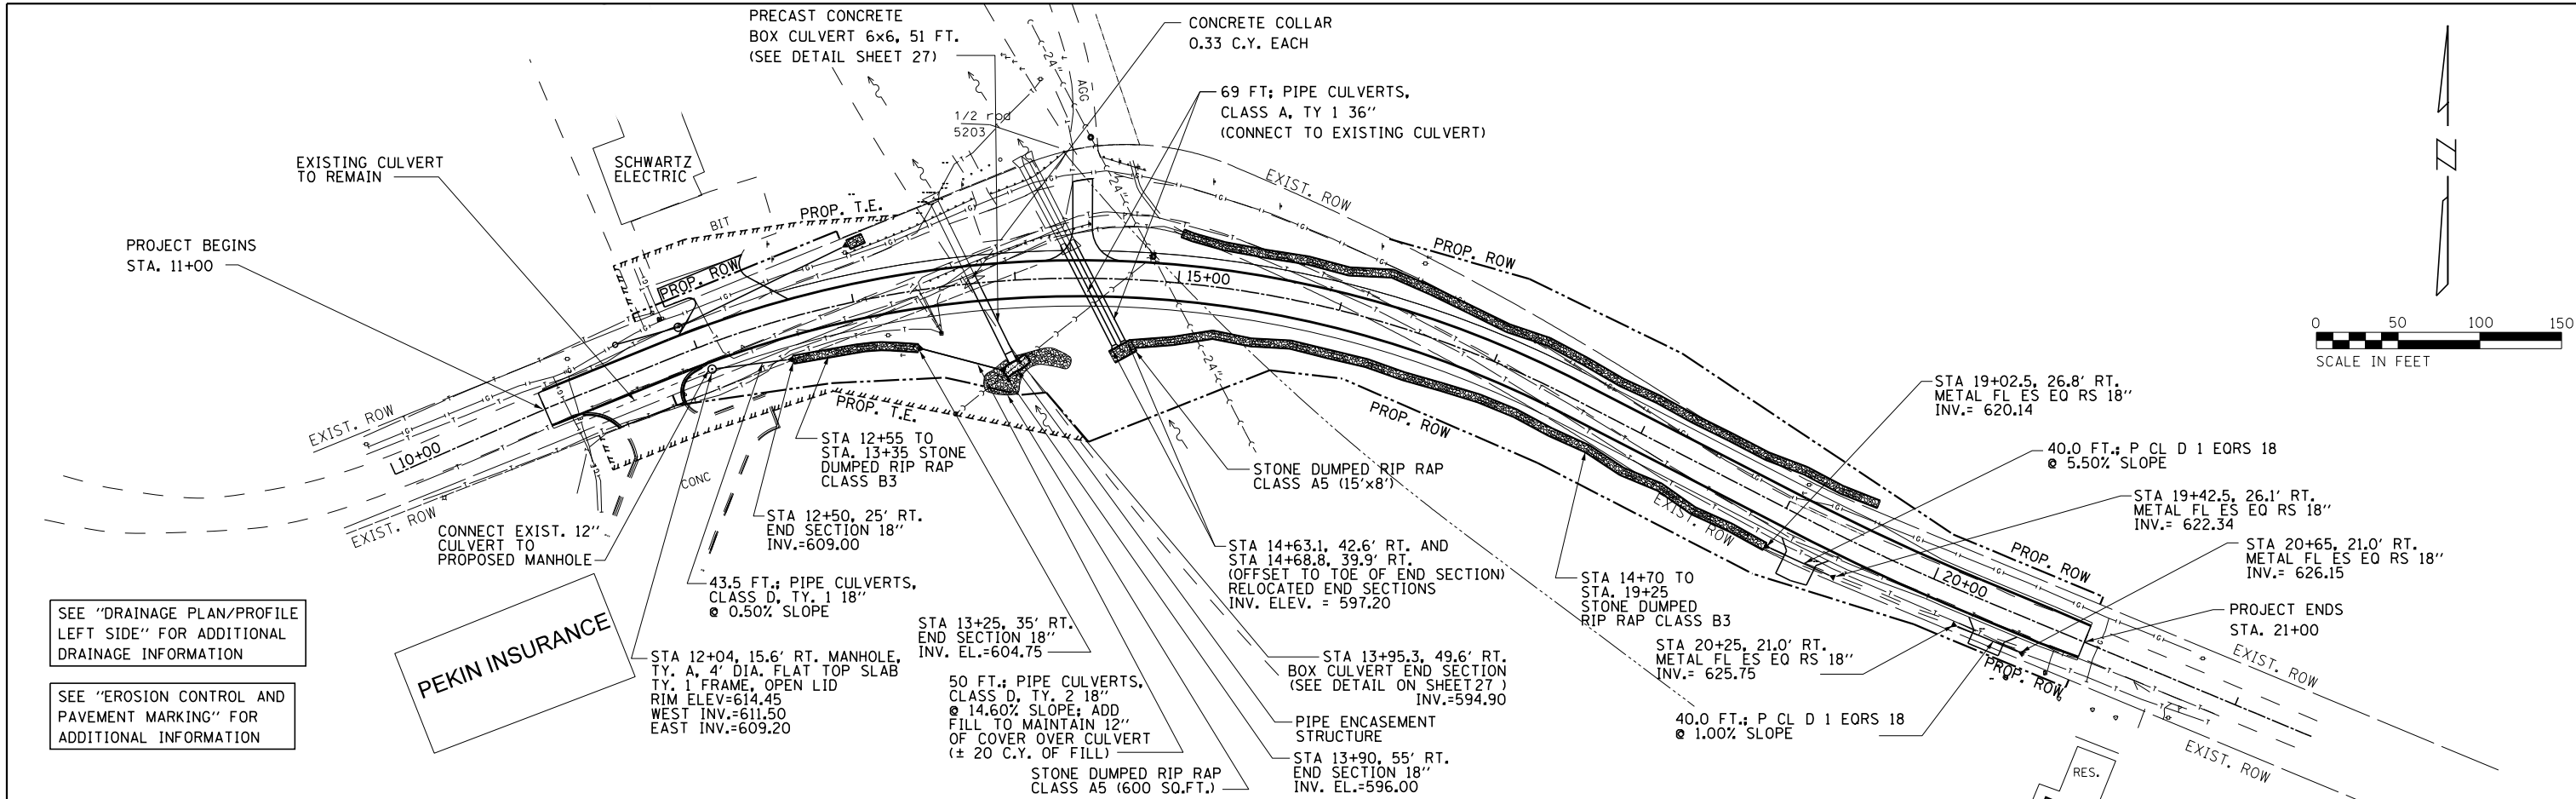 PRECAST CONCRETE
BOX CULVERT 6x6, 51 FT.
(SEE DETAIL SHEET 27)
CONCRETE COLLAR
0.33 C.Y. EACH
69 FT; PIPE CULVERTS,
CLASS A, TY 1 36"
(CONNECT TO EXISTING CULVERT)
1/2 rod
5203
24"
AGG
24"
24"
EXISTING CULVERT
TO REMAIN
SCHWARTZ
ELECTRIC
BIT
PROP. T.E.
PROP. ROW
PROJECT BEGINS
STA. 11+00
EXIST. ROW
PROP. ROW
15+00
0 50 100 150
SCALE IN FEET
EXIST. ROW
10+00
EXIST. ROW
PROP. T.E.
CONC
PROP. ROW
EXIST. ROW
STA 19+02.5, 26.8' RT.
METAL FL ES EQ RS 18"
INV.= 620.14
40.0 FT.; P CL D 1 EQRS 18
@ 5.50% SLOPE
STA 19+42.5, 26.1' RT.
METAL FL ES EQ RS 18"
INV.= 622.34
STA 20+65, 21.0' RT.
METAL FL ES EQ RS 18"
INV.= 626.15
PROP. ROW
20+00
PROJECT ENDS
STA. 21+00
EXIST. ROW
PROP. ROW
EXIST. ROW
RES.
STA 12+55 TO
STA. 13+35 STONE
DUMPED RIP RAP
CLASS B3
STA 12+50, 25' RT.
END SECTION 18"
INV.=609.00
CONNECT EXIST. 12"
CULVERT TO
PROPOSED MANHOLE
43.5 FT.; PIPE CULVERTS,
CLASS D, TY. 1 18"
@ 0.50% SLOPE
STONE DUMPED RIP RAP
CLASS A5 (15'x8')
STA 14+63.1, 42.6' RT. AND
STA 14+68.8, 39.9' RT.
(OFFSET TO TOE OF END SECTION)
RELOCATED END SECTIONS
INV. ELEV. = 597.20
STA 14+70 TO
STA. 19+25
STONE DUMPED
RIP RAP CLASS B3
STA 20+25, 21.0' RT.
METAL FL ES EQ RS 18"
INV.= 625.75
40.0 FT.; P CL D 1 EQRS 18
@ 1.00% SLOPE
SEE "DRAINAGE PLAN/PROFILE
LEFT SIDE" FOR ADDITIONAL
DRAINAGE INFORMATION
SEE "EROSION CONTROL AND
PAVEMENT MARKING" FOR
ADDITIONAL INFORMATION
PEKIN INSURANCE
STA 12+04, 15.6' RT. MANHOLE,
TY. A, 4' DIA. FLAT TOP SLAB
TY. 1 FRAME, OPEN LID
RIM ELEV=614.45
WEST INV.=611.50
EAST INV.=609.20
STA 13+25, 35' RT.
END SECTION 18"
INV. EL.=604.75
50 FT.; PIPE CULVERTS,
CLASS D, TY. 2 18"
@ 14.60% SLOPE; ADD
FILL TO MAINTAIN 12"
OF COVER OVER CULVERT
(± 20 C.Y. OF FILL)
STONE DUMPED RIP RAP
CLASS A5 (600 SQ.FT.)
STA 13+95.3, 49.6' RT.
BOX CULVERT END SECTION
(SEE DETAIL ON SHEET 27 )
INV.=594.90
PIPE ENCASEMENT
STRUCTURE
STA 13+90, 55' RT.
END SECTION 18"
INV. EL.=596.00